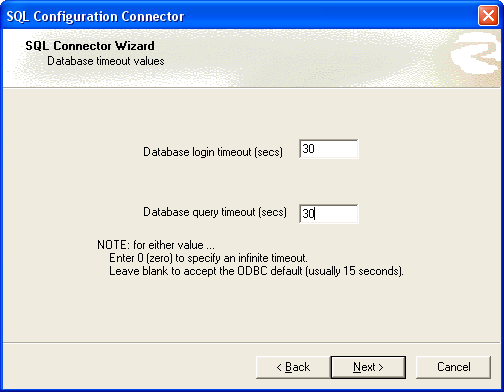 SQL Configuration Connector
SQL Connector Wizard
Database timeout values
Database login timeout (secs) 30
Database query timeout (secs) 30
NOTE: for either value ...
Enter 0 (zero) to specify an infinite timeout.
Leave blank to accept the ODBC default (usually 15 seconds).
< Back Next > Cancel